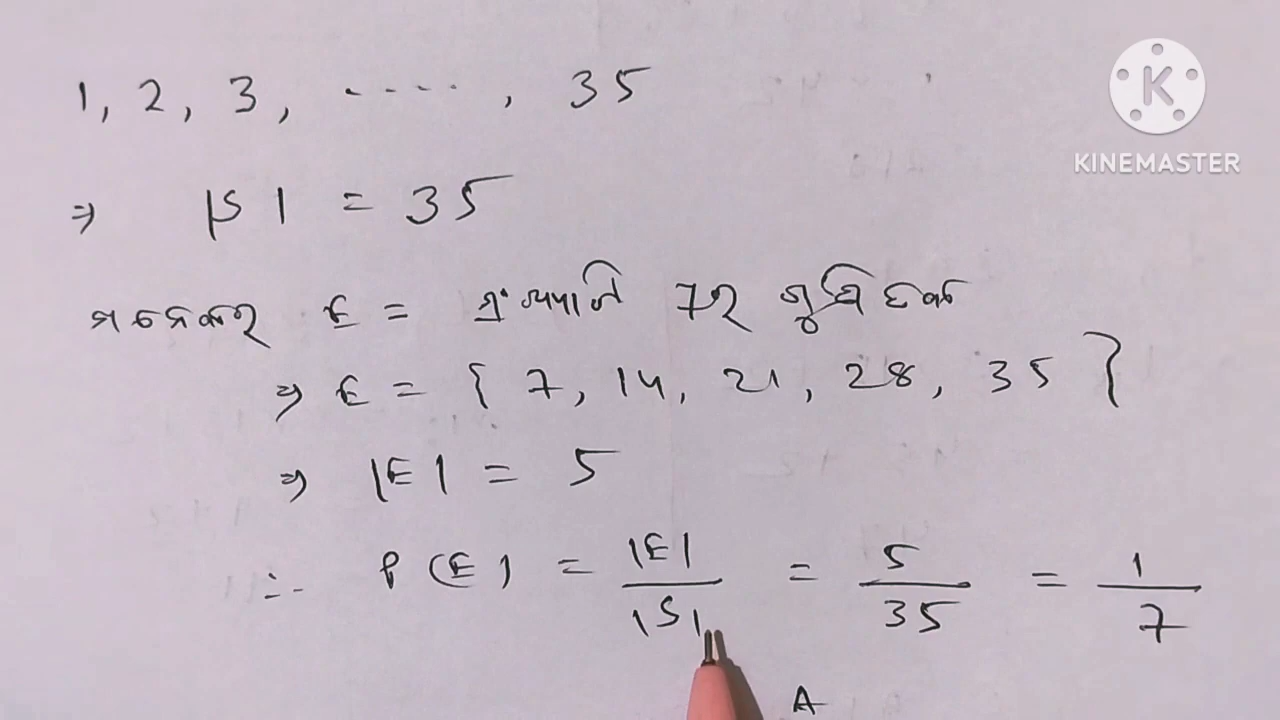 1, 2, 3, ....., 35
K
KINEMASTER
⇒ |S| = 35
ମନେକର E = ସଂଖ୍ୟାଟି 7ର ଗୁଣିତକ
⇒ E = { 7, 14, 21, 28, 35 }
⇒ |E| = 5
∴ P(E) = |E| / |S| = 5 / 35 = 1 / 7
A